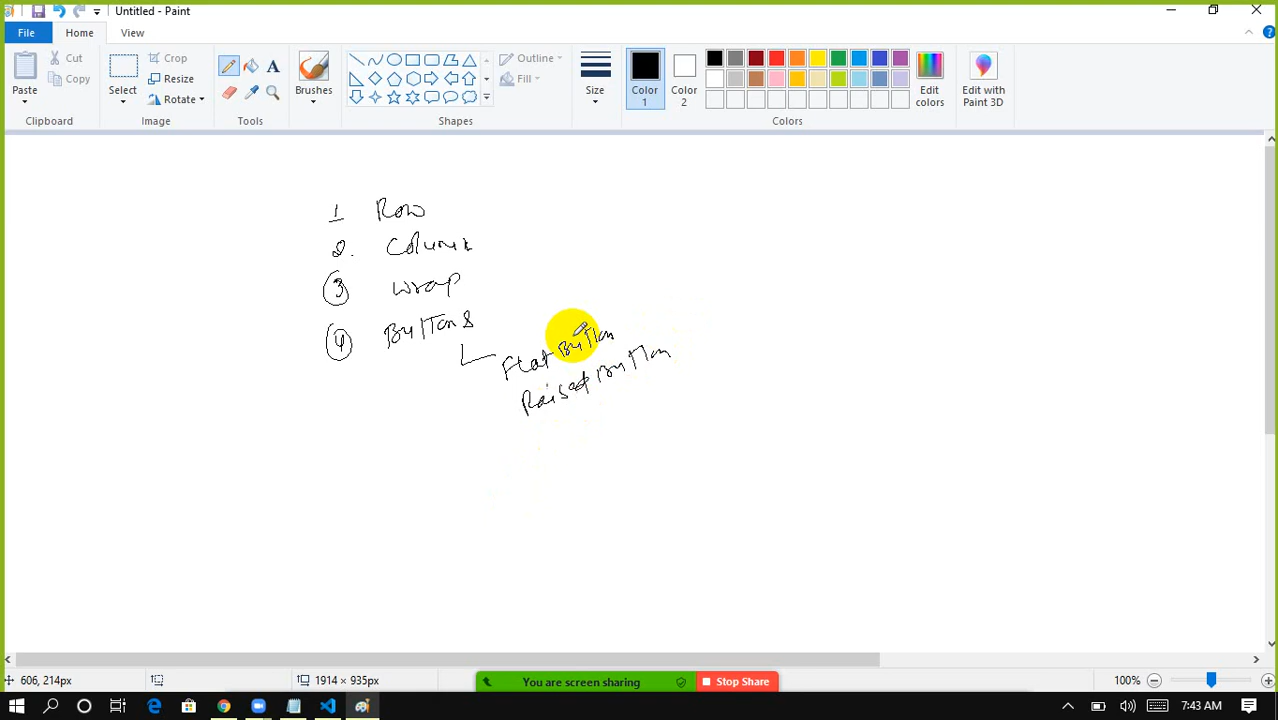 Untitled - Paint
File
Home
View
Paste
Cut
Copy
Clipboard
Select
Crop
Resize
Rotate
Image
A
Tools
Brushes
Outline
Fill
Shapes
Size
Color 1
Color 2
Edit colors
Edit with Paint 3D
Colors
1 Row
2. Column
3 Wrap
4 Buttons
Flat Button
Raised Button
606, 214px
1914 × 935px
You are screen sharing
Stop Share
100%
7:43 AM